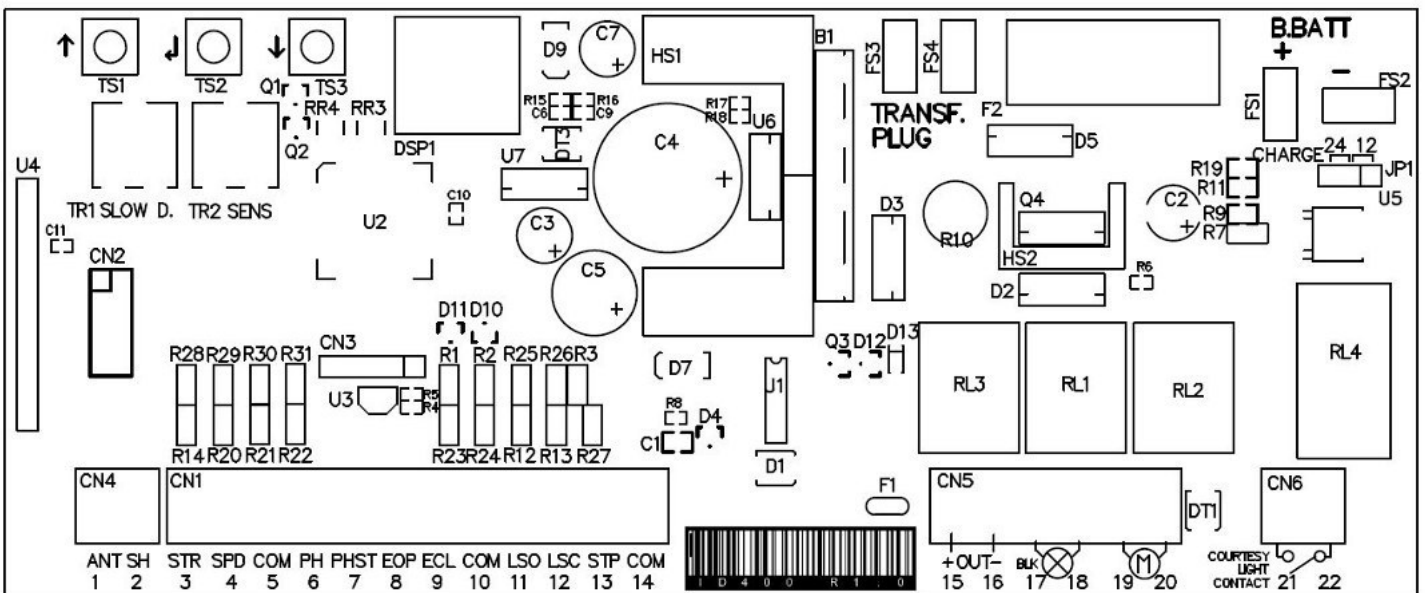 B.BATT
+ -
TS1 TS2 TS3
Q1
RR4 RR3
Q2
DSP1
D9
C7
HS1
B1
FS3
FS4
F2
FS1
FS2
R15 R16
C6 C9
DT3
R17
R18
U6
TRANSF.
PLUG
D5
CHARGE 24 12
JP1
C4
U4
U7
R19
R11
U5
TR1 SLOW D. TR2 SENS
U2
C10
C3
D3
R10
Q4
C2
R9
R7
C11
CN2
HS2
C5
D2
R6
D11 D10
CN3
D13
Q3 D12
R28 R29 R30 R31
R1 R2 R25 R26 R3
D7
J1
RL3 RL1 RL2
RL4
U3
R5
R4
R8
D4
C1
R14 R20 R21 R22
R23 R24 R12 R13 R27
D1
CN4 CN1
F1
CN5
DT1
CN6
ANT SH STR SPD COM PH PHST EOP ECL COM LSO LSC STP COM
1 2 3 4 5 6 7 8 9 10 11 12 13 14
ID400 R1.0
+OUT- BLK M
15 16 17 18 19 20
COURTESY
LIGHT
CONTACT 21 22